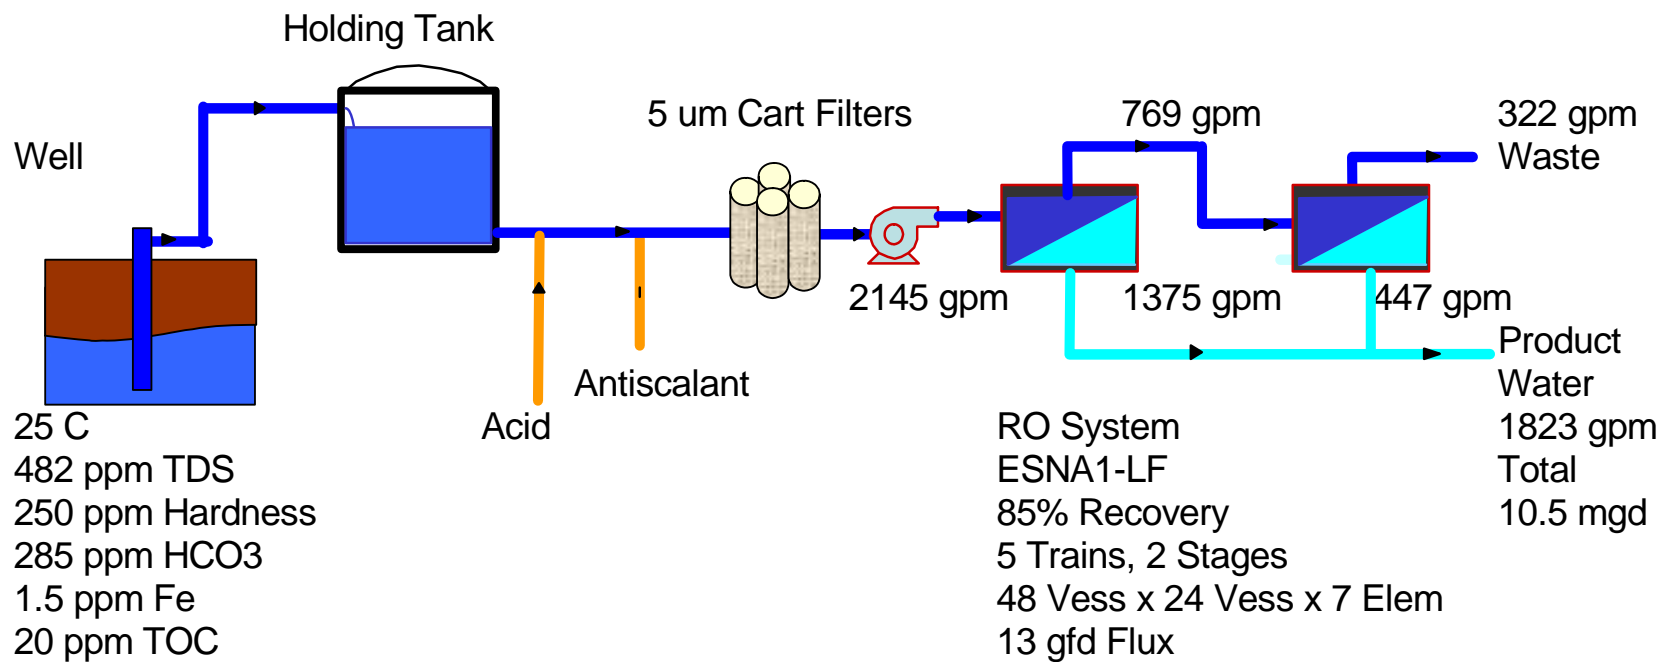 Holding Tank
5 um Cart Filters
769 gpm
322 gpm
Waste
Well
2145 gpm
1375 gpm
447 gpm
Product
Water
1823 gpm
Total
10.5 mgd
Antiscalant
Acid
25 C
482 ppm TDS
250 ppm Hardness
285 ppm HCO3
1.5 ppm Fe
20 ppm TOC
RO System
ESNA1-LF
85% Recovery
5 Trains, 2 Stages
48 Vess x 24 Vess x 7 Elem
13 gfd Flux